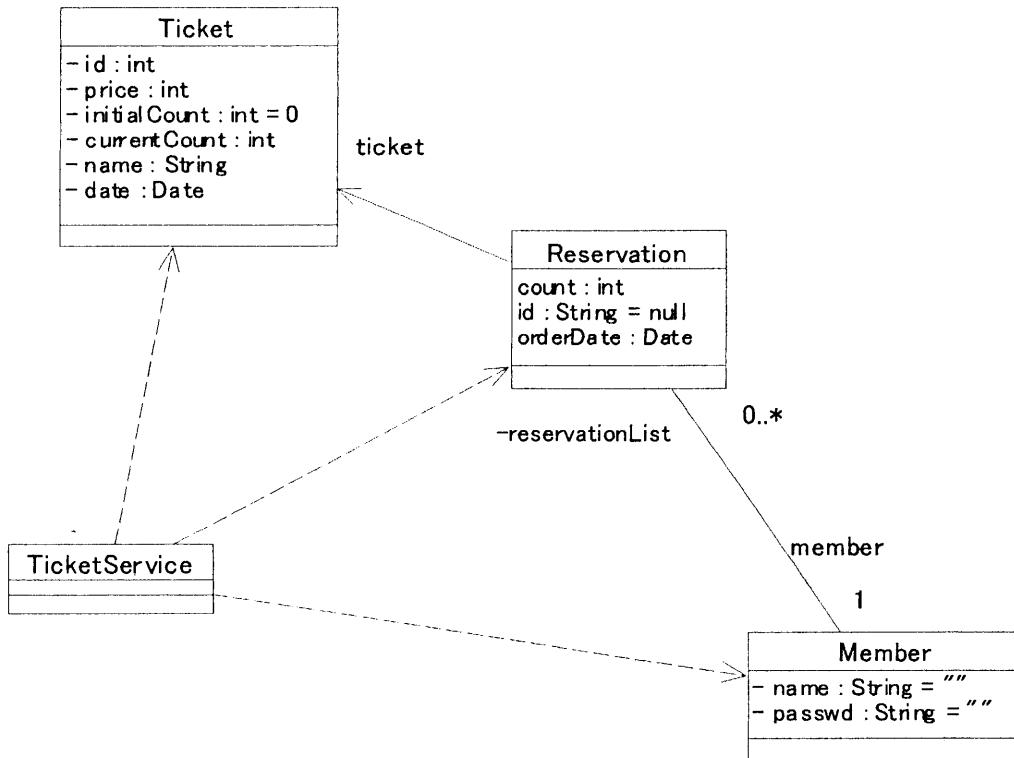 Ticket
- id : int
- price : int
- initialCount : int = 0
- currentCount : int
- name : String
- date : Date
ticket
Reservation
count : int
id : String = null
orderDate : Date
0..*
-reservationList
member
1
TicketService
Member
- name : String = ""
- passwd : String = ""